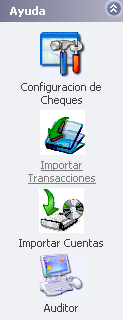 Ayuda
Configuracion de
Cheques
Importar
Transacciones
Importar Cuentas
Auditor